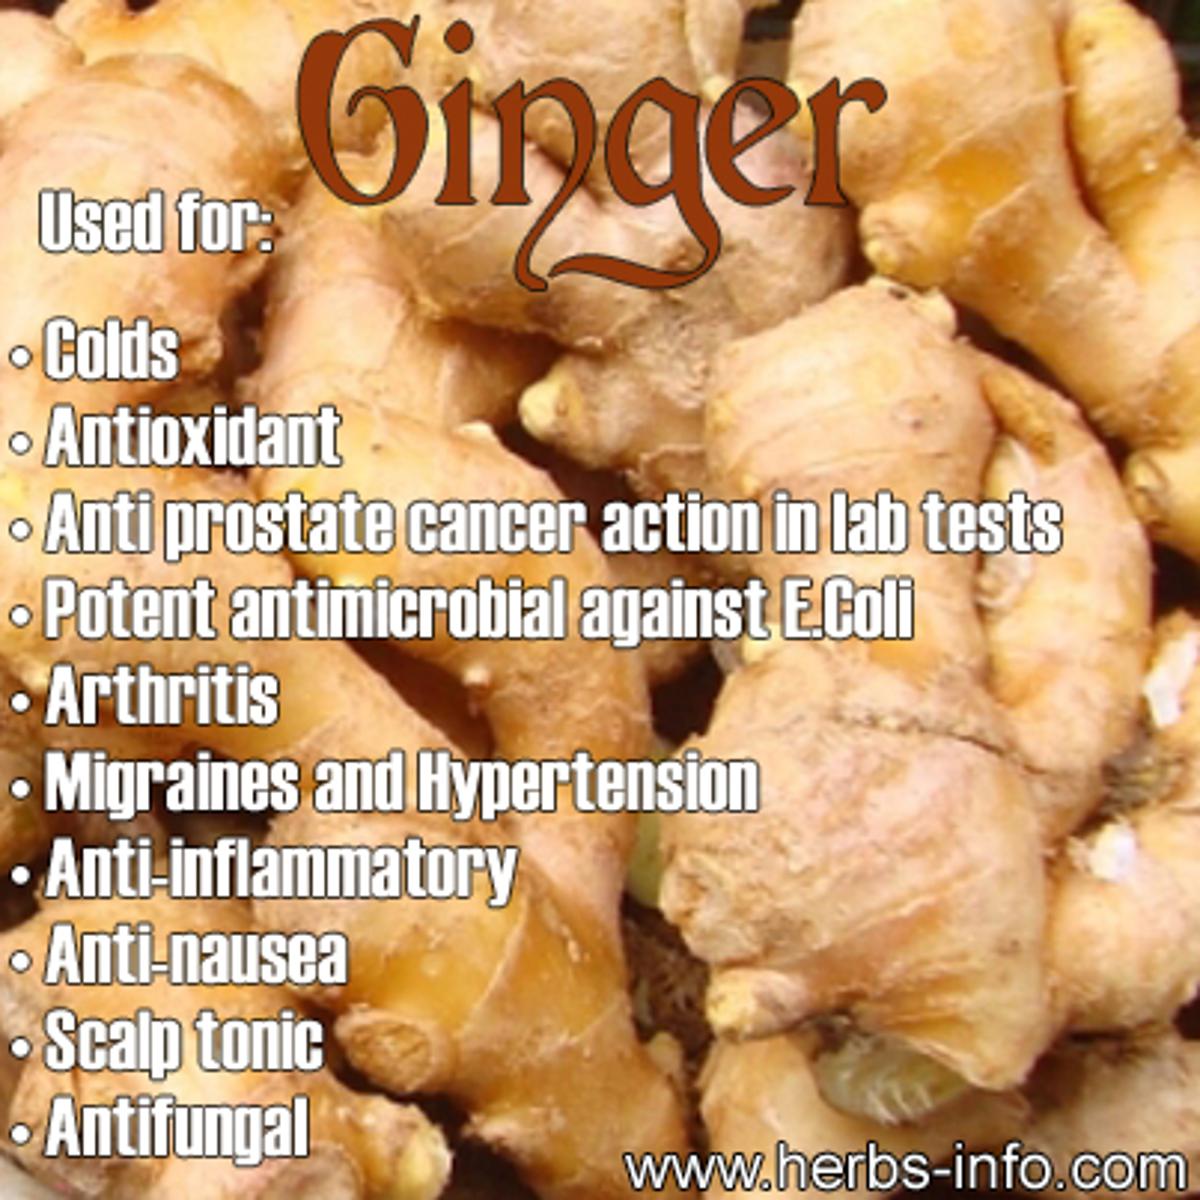 Ginger
Used for:
• Colds
• Antioxidant
• Anti prostate cancer action in lab tests
• Potent antimicrobial against E.Coli
• Arthritis
• Migraines and Hypertension
• Anti-inflammatory
• Anti-nausea
• Scalp tonic
• Antifungal
www.herbs-info.com